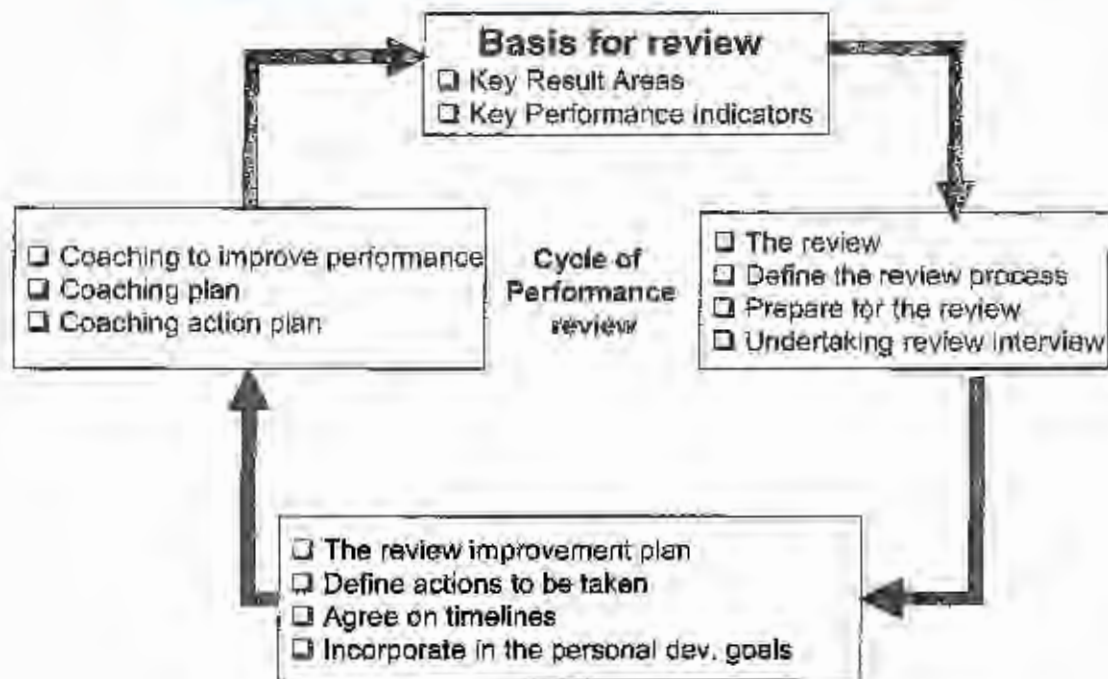 Basis for review
❑ Key Result Areas
❑ Key Performance Indicators
❑ The review
❑ Define the review process
❑ Prepare for the review
❑ Undertaking review interview
Cycle of
Performance
review
❑ The review improvement plan
❑ Define actions to be taken
❑ Agree on timelines
❑ Incorporate in the personal dev. goals
❑ Coaching to improve performance
❑ Coaching plan
❑ Coaching action plan